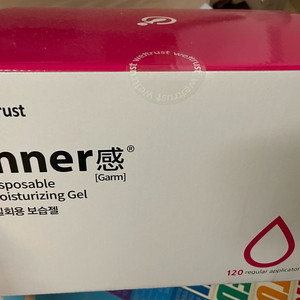 rust
nner感®
[Garm]
sposable
oisturizing Gel
일회용 보습젤
120 regular applicator